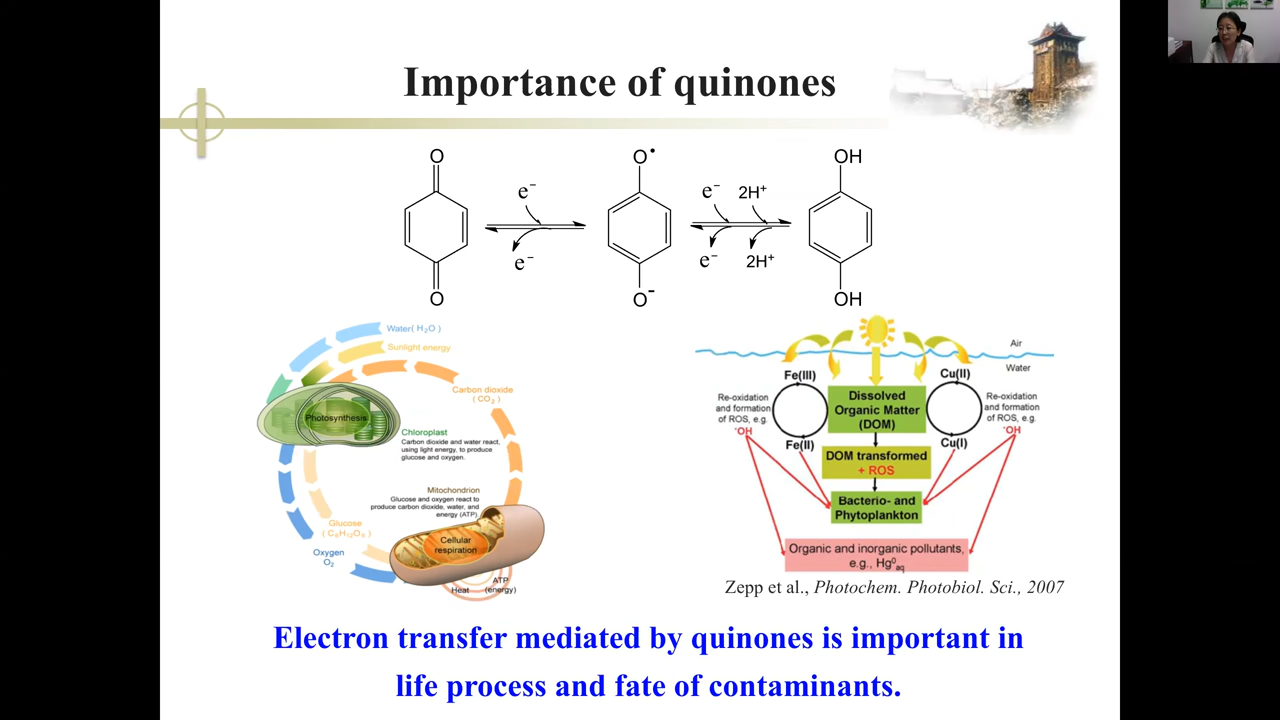 Importance of quinones
O
O
e⁻
e⁻
O•
O⁻
e⁻ 2H⁺
e⁻ 2H⁺
OH
OH
Water( H₂O )
Sunlight energy
Carbon dioxide
( CO₂ )
Photosynthesis
Chloroplast
Carbon dioxide and water react,
using light energy, to produce
glucose and oxygen.
Mitochondrion
Glucose and oxygen react to
produce carbon dioxide, water, and
energy (ATP)
Glucose
( C₆H₁₂O₆ )
Oxygen
O₂
Cellular
respiration
Heat
ATP
(energy)
Air
Water
Fe(III)
Cu(II)
Re-oxidation
and formation
of ROS, e.g.
•OH
Dissolved
Organic Matter
(DOM)
Re-oxidation
and formation
of ROS, e.g.
•OH
Fe(II)
Cu(I)
DOM transformed
+ ROS
Bacterio- and
Phytoplankton
Organic and inorganic pollutants,
e.g., Hg⁰aq
Zepp et al., Photochem. Photobiol. Sci., 2007
Electron transfer mediated by quinones is important in
life process and fate of contaminants.